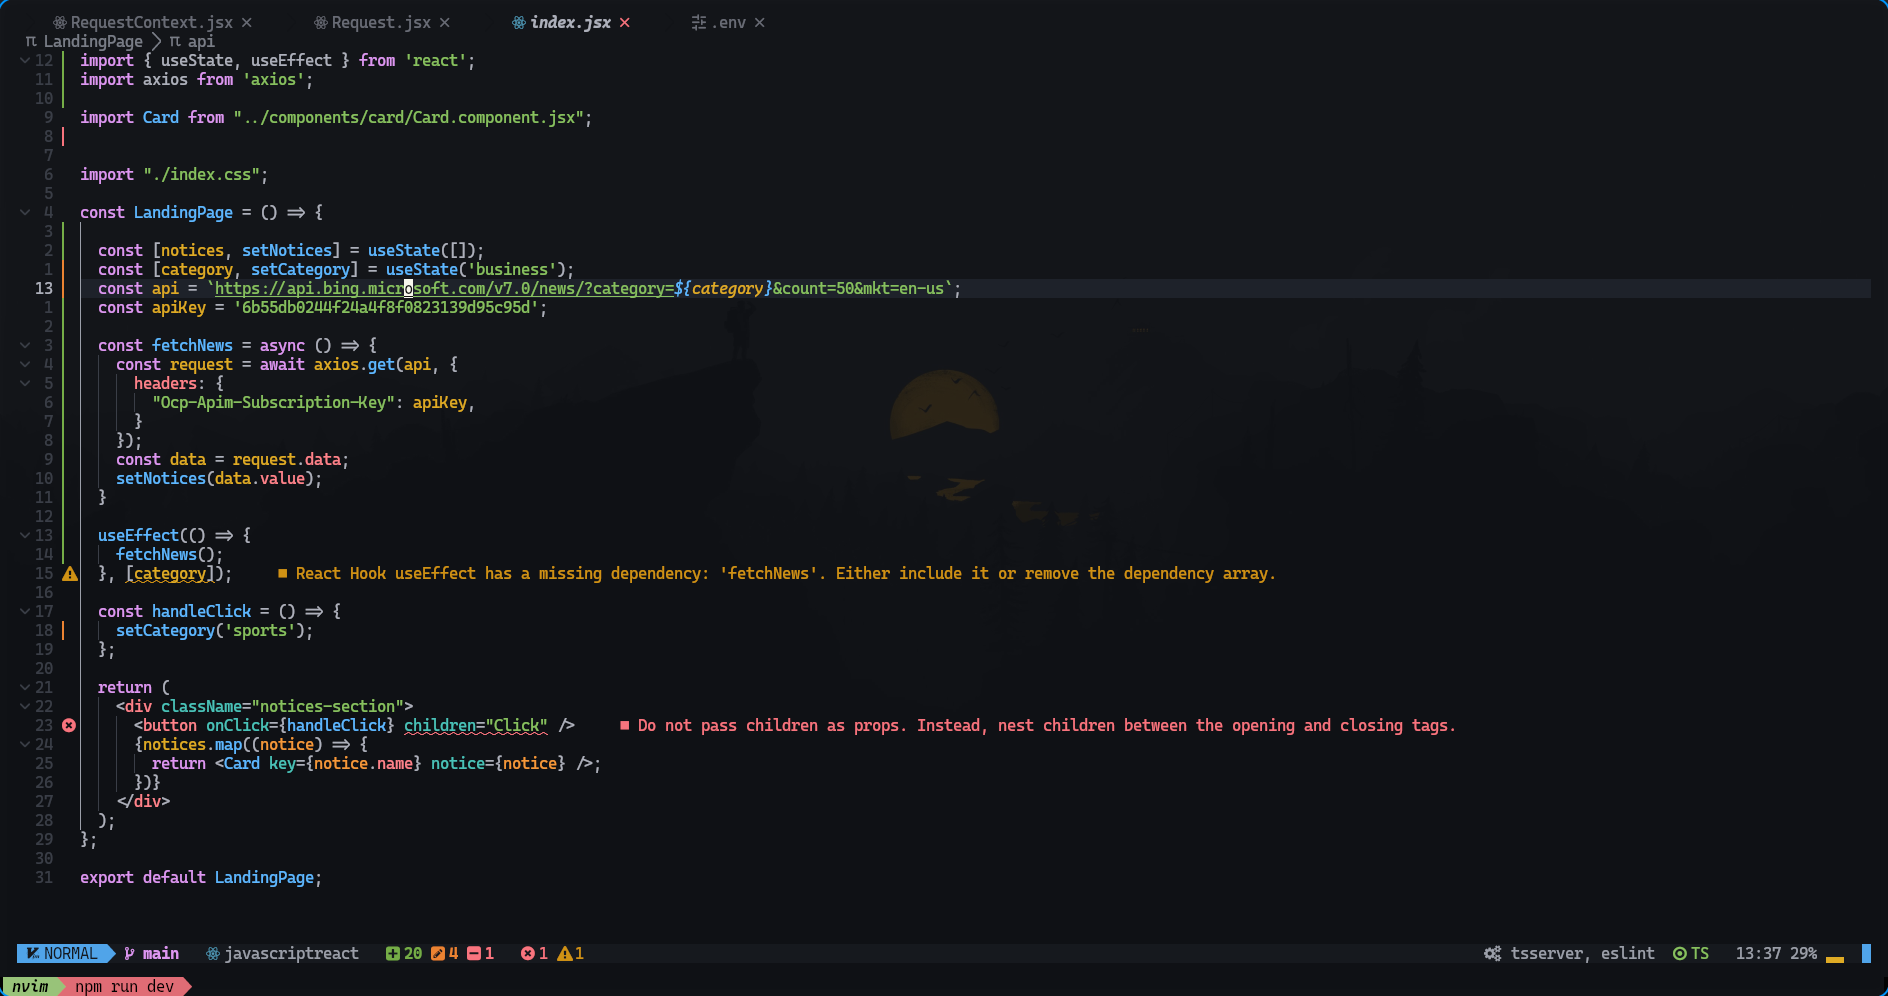 RequestContext.jsx ✕ Request.jsx ✕ index.jsx ✕ .env ✕
π LandingPage > π api
12 import { useState, useEffect } from 'react';
11 import axios from 'axios';
10
9 import Card from "../components/card/Card.component.jsx";
8
7
6 import "./index.css";
5
4 const LandingPage = () => {
3
2 const [notices, setNotices] = useState([]);
1 const [category, setCategory] = useState('business');
13 const api = `https://api.bing.microsoft.com/v7.0/news/?category=${category}&count=50&mkt=en-us`;
1 const apiKey = '6b55db0244f24a4f8f0823139d95c95d';
2
3 const fetchNews = async () => {
4 const request = await axios.get(api, {
5 headers: {
6 "Ocp-Apim-Subscription-Key": apiKey,
7 }
8 });
9 const data = request.data;
10 setNotices(data.value);
11 }
12
13 useEffect(() => {
14 fetchNews();
15 }, [category]); ■ React Hook useEffect has a missing dependency: 'fetchNews'. Either include it or remove the dependency array.
16
17 const handleClick = () => {
18 setCategory('sports');
19 };
20
21 return (
22 <div className="notices-section">
23 <button onClick={handleClick} children="Click" /> ■ Do not pass children as props. Instead, nest children between the opening and closing tags.
24 {notices.map((notice) => {
25 return <Card key={notice.name} notice={notice} />;
26 })}
27 </div>
28 );
29 };
30
31 export default LandingPage;
NORMAL main javascriptreact 20 4 1 1 1 tsserver, eslint TS 13:37 29%
nvim npm run dev